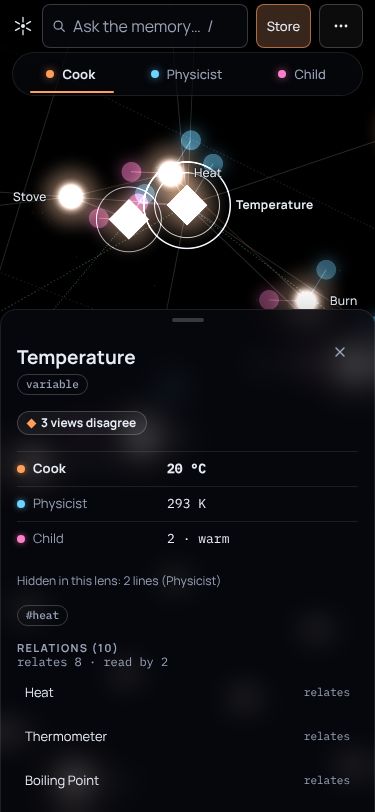 Ask the memory… /
Store
Cook
Physicist
Child
Heat
Stove
Temperature
Burn
Temperature
variable
3 views disagree
Cook 20 °C
Physicist 293 K
Child 2 · warm
Hidden in this lens: 2 lines (Physicist)
#heat
RELATIONS (10)
relates 8 · read by 2
Heat relates
Thermometer relates
Boiling Point relates